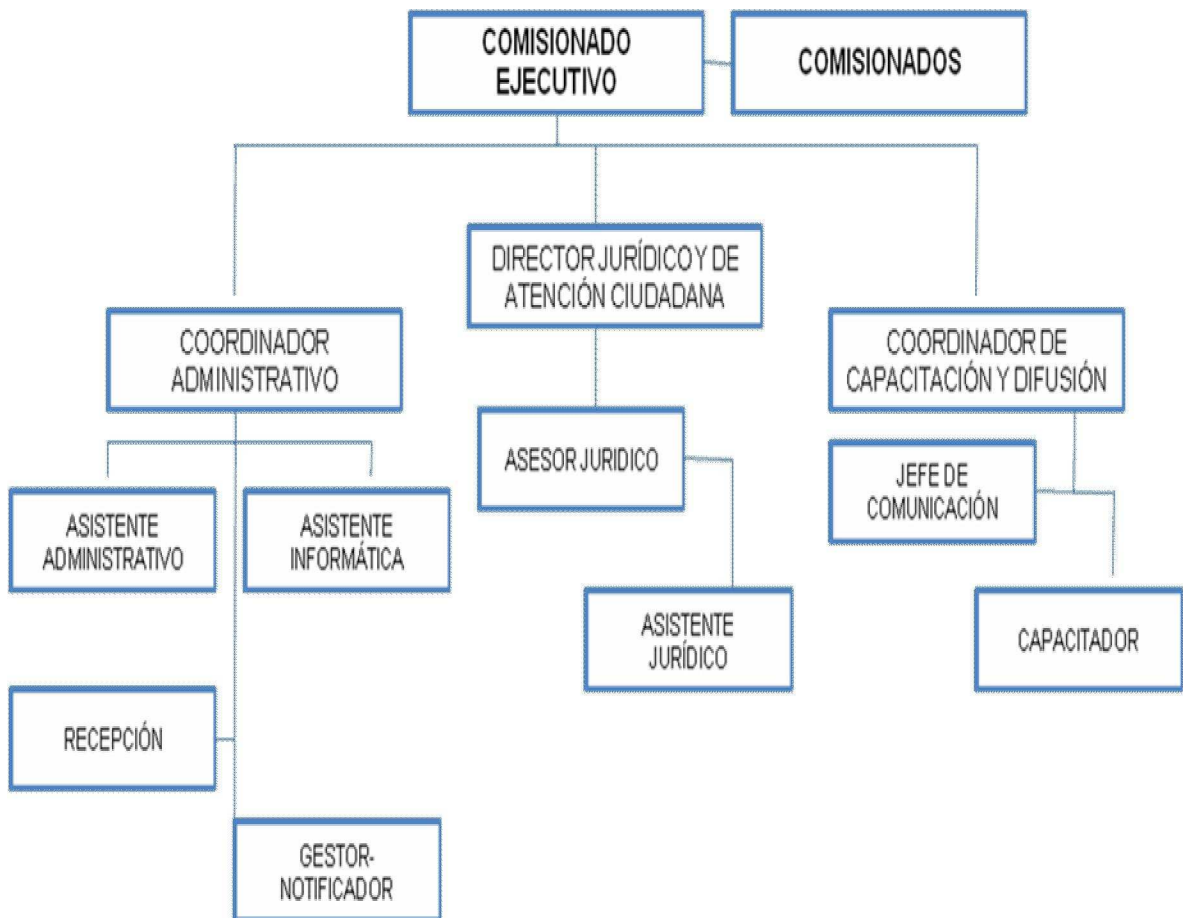 COMISIONADO
EJECUTIVO
COMISIONADOS
DIRECTOR JURÍDICO Y DE
ATENCIÓN CIUDADANA
COORDINADOR
ADMINISTRATIVO
COORDINADOR DE
CAPACITACIÓN Y DIFUSIÓN
ASESOR JURIDICO
JEFE DE
COMUNICACIÓN
ASISTENTE
ADMINISTRATIVO
ASISTENTE
INFORMÁTICA
ASISTENTE
JURÍDICO
CAPACITADOR
RECEPCIÓN
GESTOR-
NOTIFICADOR